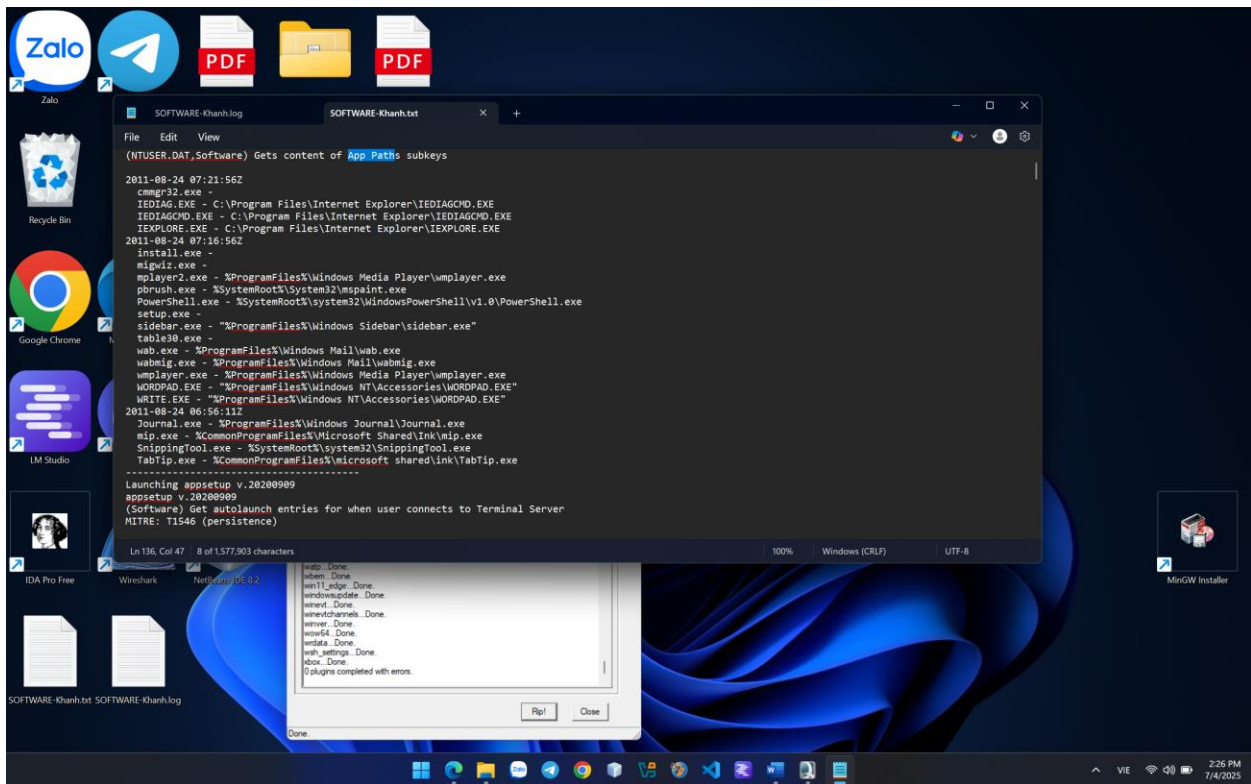 Zalo
PDF
PDF
Zalo
SOFTWARE-Khanh.log
SOFTWARE-Khanh.txt
File Edit View
(NTUSER.DAT,Software) Gets content of App Paths subkeys
2011-08-24 07:21:56Z
cmmgr32.exe -
IEDIAG.EXE - C:\Program Files\Internet Explorer\IEDIAGCMD.EXE
IEDIAGCMD.EXE - C:\Program Files\Internet Explorer\IEDIAGCMD.EXE
IEXPLORE.EXE - C:\Program Files\Internet Explorer\IEXPLORE.EXE
2011-08-24 07:16:56Z
install.exe -
migwiz.exe -
mplayer2.exe - %ProgramFiles%\Windows Media Player\wmplayer.exe
pbrush.exe - %SystemRoot%\System32\mspaint.exe
PowerShell.exe - %SystemRoot%\system32\WindowsPowerShell\v1.0\PowerShell.exe
setup.exe -
sidebar.exe - "%ProgramFiles%\Windows Sidebar\sidebar.exe"
table30.exe -
wab.exe - %ProgramFiles%\Windows Mail\wab.exe
wabmig.exe - %ProgramFiles%\Windows Mail\wabmig.exe
wmplayer.exe - %ProgramFiles%\Windows Media Player\wmplayer.exe
WORDPAD.EXE - "%ProgramFiles%\Windows NT\Accessories\WORDPAD.EXE"
WRITE.EXE - "%ProgramFiles%\Windows NT\Accessories\WORDPAD.EXE"
2011-08-24 06:56:11Z
Journal.exe - %ProgramFiles%\Windows Journal\Journal.exe
mip.exe - %CommonProgramFiles%\Microsoft Shared\Ink\mip.exe
SnippingTool.exe - %SystemRoot%\system32\SnippingTool.exe
TabTip.exe - %CommonProgramFiles%\microsoft shared\ink\TabTip.exe
----------------------------------------
Launching appsetup v.20200909
appsetup v.20200909
(Software) Get autolaunch entries for when user connects to Terminal Server
MITRE: T1546 (persistence)
Ln 136, Col 47 8 of 1,577,903 characters 100% Windows (CRLF) UTF-8
Recycle Bin
Google Chrome
LM Studio
IDA Pro Free
Wireshark
NetBeans IDE 8.2
MinGW Installer
SOFTWARE-Khanh.txt
SOFTWARE-Khanh.log
watp...Done.
wbem...Done.
win11_edge...Done.
windowsupdate...Done.
winevt...Done.
winevtchannels...Done.
winver...Done.
wow64...Done.
wrdata...Done.
wsh_settings...Done.
xbox...Done.
0 plugins completed with errors.
Rip! Close
Done.
Zalo
VIE
2:26 PM
7/4/2025